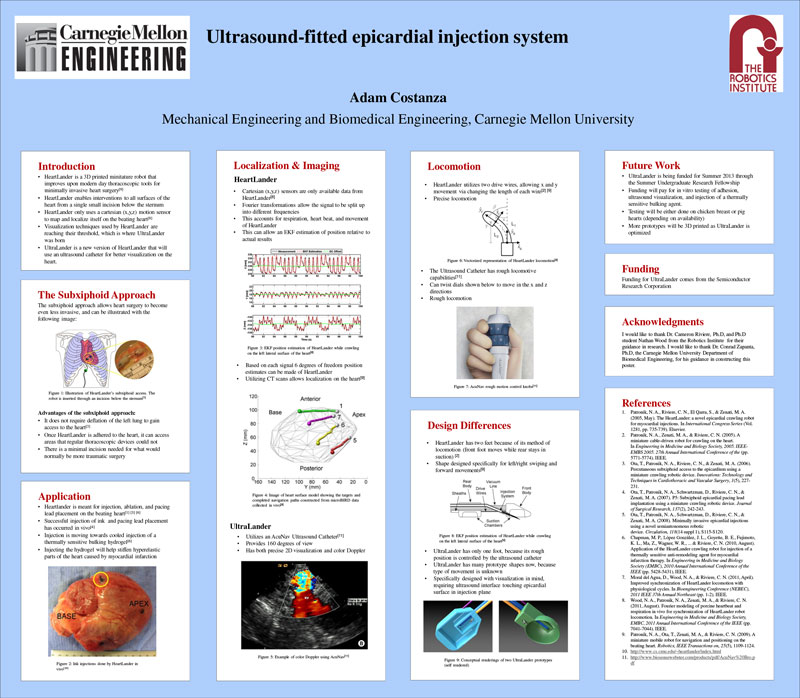 Carnegie Mellon
ENGINEERING
Ultrasound-fitted epicardial injection system
THE
ROBOTICS
INSTITUTE
Adam Costanza
Mechanical Engineering and Biomedical Engineering, Carnegie Mellon University
Introduction
• HeartLander is a 3D printed miniature robot that
improves upon modern day thoracoscopic tools for
minimally invasive heart surgery
• HeartLander enables interventions to all surfaces of the
heart from a single small incision below the sternum
• HeartLander only uses a cartesian (x,y,z) motion sensor
to map and localize itself on the beating heart
• Visualization techniques used by HeartLander are
reaching their threshold, which is where UltraLander
was born
• UltraLander is a new version of HeartLander that will
use an ultrasound catheter for better visualization on the
heart.
The Subxiphoid Approach
The subxiphoid approach allows heart surgery to become
even less invasive, and can be illustrated with the
following image:
Figure 1: Illustration of HeartLander's subxiphoid access. The
robot is inserted through an incision below the sternum
Advantages of the subxiphoid approach:
• It does not require deflation of the left lung to gain
access to the heart
• Once HeartLander is adhered to the heart, it can access
areas that regular thoracoscopic devices could not
• There is a minimal incision needed for what would
normally be more traumatic surgery
Application
• Heartlander is meant for injection, ablation, and pacing
lead placement on the beating heart
• Successful injection of ink and pacing lead placement
has occurred in vivo
• Injection is moving towards cooled injection of a
thermally sensitive bulking hydrogel
• Injecting the hydrogel will help stiffen hyperelastic
parts of the heart caused by myocardial infarction
BASE
APEX
Figure 2: Ink injections done by HeartLander in
vivo
Localization & Imaging
HeartLander
• Cartesian (x,y,z) sensors are only available data from
HeartLander
• Fourier transformations allow the signal to be split up
into different frequencies
• This accounts for respiration, heart beat, and movement
of HeartLander
• This can allow an EKF estimation of position relative to
actual results
Figure 3: EKF position estimation of HeartLander while crawling
on the left lateral surface of the heart
• Based on each signal 6 degrees of freedom position
estimates can be made of HeartLander
• Utilizing CT scans allows localization on the heart
Anterior
Base
Apex
Posterior
1
7
4
6
5
Z (mm)
120
100
80
60
40
20
0
160 140 120 100 80 60 40 20 0
Y (mm)
Figure 4: Image of heart surface model showing the targets and
completed navigation paths constructed from microBIRD data
collected in vivo
UltraLander
• Utilizes an AcuNav Ultrasound Catheter
• Provides 160 degrees of view
• Has both precise 2D visualization and color Doppler
Figure 5: Example of color Doppler using AcuNav
Locomotion
• HeartLander utilizes two drive wires, allowing x and y
movement via changing the length of each wire
• Precise locomotion
Figure 6: Vectorized representation of HeartLander locomotion
• The Ultrasound Catheter has rough locomotive
capabilities
• Can twist dials shown below to move in the x and z
directions
• Rough locomotion
Figure 7: AcuNav rough motion control knobs
Design Differences
• HeartLander has two feet because of its method of
locomotion (front foot moves while rear stays in
suction)
• Shape designed specifically for left/right swiping and
forward movements
Rear
Body
Vacuum
Line
Sheaths
Drive
Wires
Injection
System
Front
Body
Suction
Chambers
Figure 8: EKF position estimation of HeartLander while crawling
on the left lateral surface of the heart
• UltraLander has only one foot, because its rough
position is controlled by the ultrasound catheter
• UltraLander has many prototype shapes now, because
type of movement is unknown
• Specifically designed with visualization in mind,
requiring ultrasound interface touching epicardial
surface in injection plane
Figure 9: Conceptual renderings of two UltraLander prototypes
(self rendered)
Future Work
• UltraLander is being funded for Summer 2013 through
the Summer Undergraduate Research Fellowship
• Funding will pay for in vitro testing of adhesion,
ultrasound visualization, and injection of a thermally
sensitive bulking agent.
• Testing will be either done on chicken breast or pig
hearts (depending on availability)
• More prototypes will be 3D printed as UltraLander is
optimized
Funding
Funding for UltraLander comes from the Semiconductor
Research Corporation
Acknowledgments
I would like to thank Dr. Cameron Riviere, Ph.D, and Ph.D
student Nathan Wood from the Robotics Institute for their
guidance in research. I would like to thank Dr. Conrad Zapanta,
Ph.D, the Carnegie Mellon University Department of
Biomedical Engineering, for his guidance in constructing this
poster.
References
1. Patronik, N. A., Riviere, C. N., El Qarra, S., & Zenati, M. A.
(2005, May). The HeartLander: a novel epicardial crawling robot
for myocardial injections. In International Congress Series (Vol.
1281, pp. 735-739). Elsevier.
2. Patronik, N. A., Zenati, M. A., & Riviere, C. N. (2005). A
miniature cable-driven robot for crawling on the heart.
In Engineering in Medicine and Biology Society, 2005. IEEE-
EMBS 2005. 27th Annual International Conference of the (pp.
5771-5774). IEEE.
3. Ota, T., Patronik, N. A., Riviere, C. N., & Zenati, M. A. (2006).
Percutaneous subxiphoid access to the epicardium using a
miniature crawling robotic device. Innovations: Technology and
Techniques in Cardiothoracic and Vascular Surgery, 1(5), 227-
231.
4. Ota, T., Patronik, N. A., Schwartzman, D., Riviere, C. N., &
Zenati, M. A. (2007). P5: Subxiphoid epicardial pacing lead
implantation using a miniature crawling robotic device. Journal
of Surgical Research, 137(2), 242-243.
5. Ota, T., Patronik, N. A., Schwartzman, D., Riviere, C. N., &
Zenati, M. A. (2008). Minimally invasive epicardial injections
using a novel semiautonomous robotic
device. Circulation, 118(14 suppl 1), S115-S120.
6. Chapman, M. P., López González, J. L., Goyette, B. E., Fujimoto,
K. L., Ma, Z., Wagner, W. R., ... & Riviere, C. N. (2010, August).
Application of the HeartLander crawling robot for injection of a
thermally sensitive anti-remodeling agent for myocardial
infarction therapy. In Engineering in Medicine and Biology
Society (EMBC), 2010 Annual International Conference of the
IEEE (pp. 5428-5431). IEEE.
7. Moral del Agua, D., Wood, N. A., & Riviere, C. N. (2011, April).
Improved synchronization of HeartLander locomotion with
physiological cycles. In Bioengineering Conference (NEBEC),
2011 IEEE 37th Annual Northeast (pp. 1-2). IEEE.
8. Wood, N. A., Patronik, N. A., Zenati, M. A., & Riviere, C. N.
(2011, August). Fourier modeling of porcine heartbeat and
respiration in vivo for synchronization of HeartLander robot
locomotion. In Engineering in Medicine and Biology Society,
EMBC, 2011 Annual International Conference of the IEEE (pp.
7041-7044). IEEE.
9. Patronik, N. A., Ota, T., Zenati, M. A., & Riviere, C. N. (2009). A
miniature mobile robot for navigation and positioning on the
beating heart. Robotics, IEEE Transactions on, 25(5), 1109-1124.
10. http://www.cs.cmu.edu/~heartlander/index.html